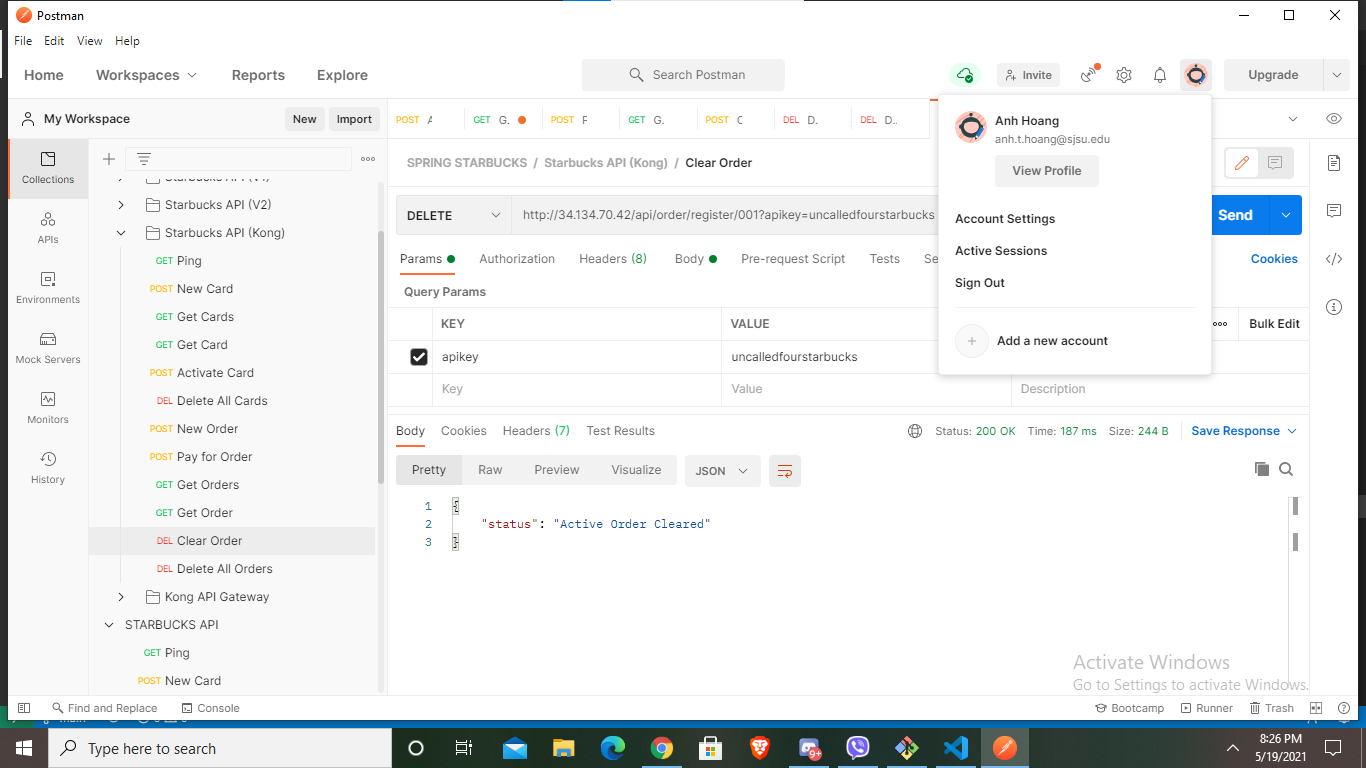 Postman
File Edit View Help
Home Workspaces Reports Explore Search Postman Invite Upgrade
My Workspace New Import POST GET G. POST GET G. POST DEL D.. DEL D..
Anh Hoang
anh.t.hoang@sjsu.edu
View Profile
Account Settings
Active Sessions
Sign Out
Add a new account
Collections
APIs
Environments
Mock Servers
Monitors
History
Starbucks API (V1)
Starbucks API (V2)
Starbucks API (Kong)
GET Ping
POST New Card
GET Get Cards
GET Get Card
POST Activate Card
DEL Delete All Cards
POST New Order
POST Pay for Order
GET Get Orders
GET Get Order
DEL Clear Order
DEL Delete All Orders
Kong API Gateway
STARBUCKS API
GET Ping
POST New Card
SPRING STARBUCKS / Starbucks API (Kong) / Clear Order
DELETE http://34.134.70.42/api/order/register/001?apikey=uncalledfourstarbucks Send
Params Authorization Headers (8) Body Pre-request Script Tests Se Cookies
Query Params
KEY VALUE Bulk Edit
apikey uncalledfourstarbucks
Key Value Description
Body Cookies Headers (7) Test Results Status: 200 OK Time: 187 ms Size: 244 B Save Response
Pretty Raw Preview Visualize JSON
1 {
2 "status": "Active Order Cleared"
3 }
Activate Windows
Go to Settings to activate Windows.
Find and Replace Console Bootcamp Runner Trash
Type here to search 9+ 8:26 PM
5/19/2021